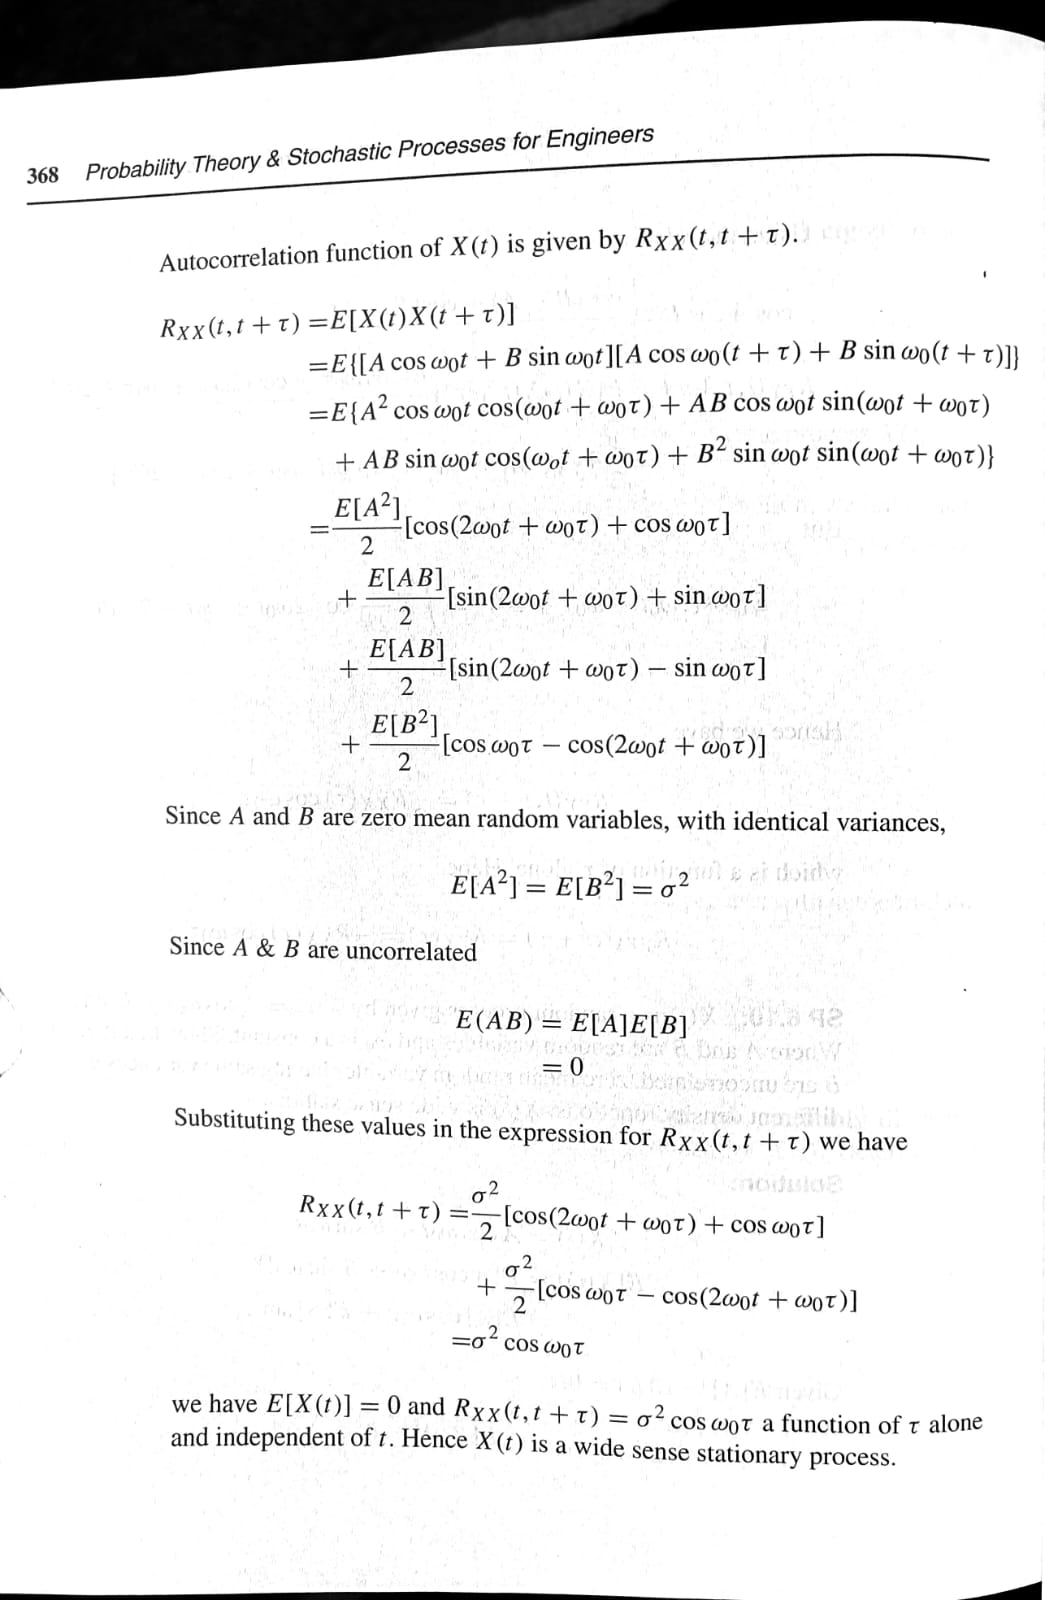 368 Probability Theory & Stochastic Processes for Engineers
Autocorrelation function of X(t) is given by R_XX(t, t + τ).
R_XX(t, t + τ) =E[X(t)X(t + τ)]
=E{[A cos ω₀t + B sin ω₀t][A cos ω₀(t + τ) + B sin ω₀(t + τ)]}
=E{A² cos ω₀t cos(ω₀t + ω₀τ) + AB cos ω₀t sin(ω₀t + ω₀τ)
+ AB sin ω₀t cos(ωₒt + ω₀τ) + B² sin ω₀t sin(ω₀t + ω₀τ)}
= E[A²]/2 [cos(2ω₀t + ω₀τ) + cos ω₀τ]
+ E[AB]/2 [sin(2ω₀t + ω₀τ) + sin ω₀τ]
+ E[AB]/2 [sin(2ω₀t + ω₀τ) − sin ω₀τ]
+ E[B²]/2 [cos ω₀τ − cos(2ω₀t + ω₀τ)]
Since A and B are zero mean random variables, with identical variances,
E[A²] = E[B²] = σ²
Since A & B are uncorrelated
E(AB) = E[A]E[B]
= 0
Substituting these values in the expression for R_XX(t, t + τ) we have
R_XX(t, t + τ) = σ²/2 [cos(2ω₀t + ω₀τ) + cos ω₀τ]
+ σ²/2 [cos ω₀τ − cos(2ω₀t + ω₀τ)]
=σ² cos ω₀τ
we have E[X(t)] = 0 and R_XX(t, t + τ) = σ² cos ω₀τ a function of τ alone
and independent of t. Hence X(t) is a wide sense stationary process.